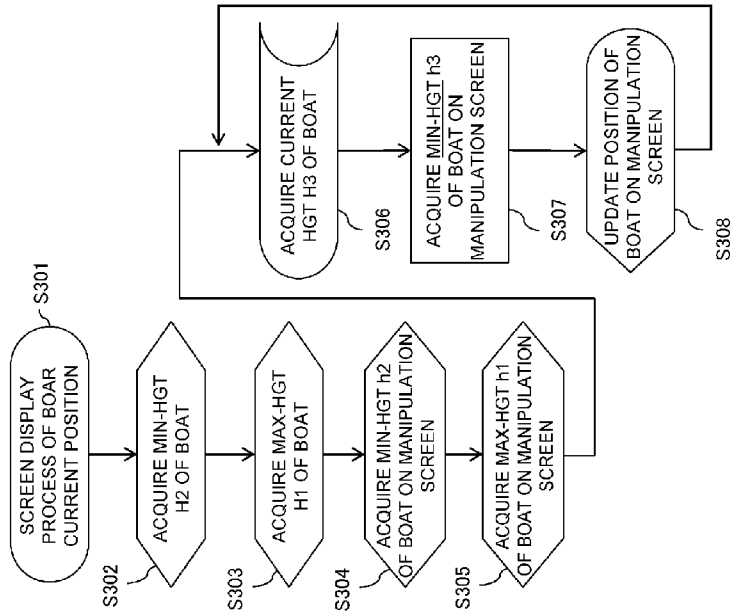 S301
SCREEN DISPLAY
PROCESS OF BOAR
CURRENT POSITION
S302
ACQUIRE MIN-HGT
H2 OF BOAT
S303
ACQUIRE MAX-HGT
H1 OF BOAT
S304
ACQUIRE MIN-HGT h2
OF BOAT ON MANIPULATION
SCREEN
S305
ACQUIRE MAX-HGT h1
OF BOAT ON MANIPULATION
SCREEN
S306
ACQUIRE CURRENT
HGT H3 OF BOAT
S307
ACQUIRE MIN-HGT h3
OF BOAT ON
MANIPULATION SCREEN
S308
UPDATE POSITION OF
BOAT ON MANIPULATION
SCREEN